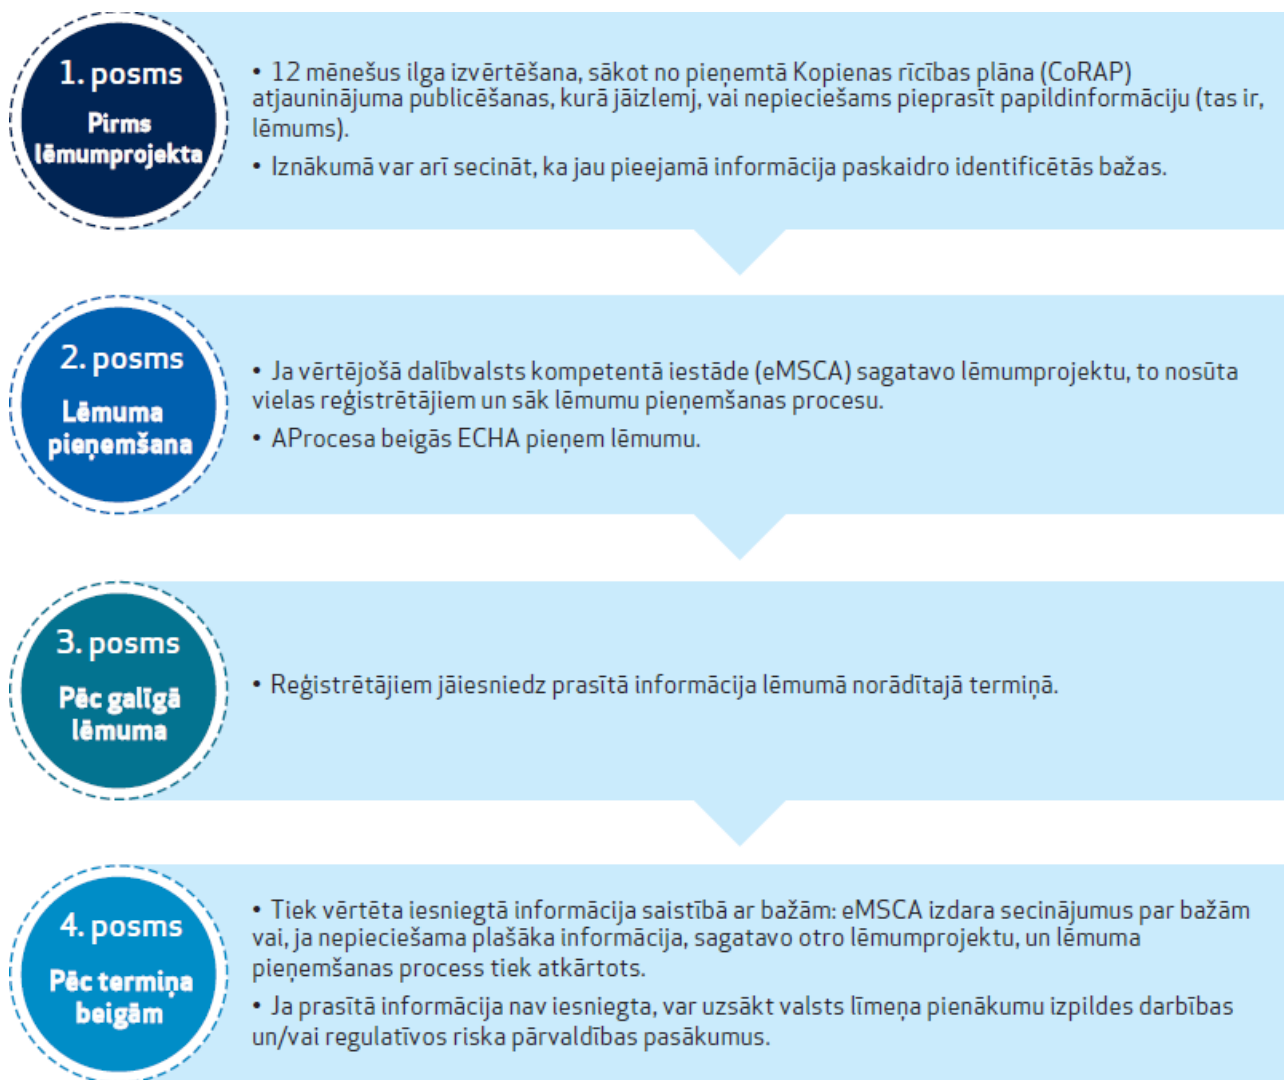 1. posms
Pirms
lēmumprojekta
• 12 mēnešus ilga izvērtēšana, sākot no pieņemtā Kopienas rīcības plāna (CoRAP)
atjauninājuma publicēšanas, kurā jāizlemj, vai nepieciešams pieprasīt papildinformāciju (tas ir,
lēmums).
• Iznākumā var arī secināt, ka jau pieejamā informācija paskaidro identificētās bažas.
2. posms
Lēmuma
pieņemšana
• Ja vērtējošā dalībvalsts kompetentā iestāde (eMSCA) sagatavo lēmumprojektu, to nosūta
vielas reģistrētājiem un sāk lēmumu pieņemšanas procesu.
• AProcesa beigās ECHA pieņem lēmumu.
3. posms
Pēc galīgā
lēmuma
• Reģistrētājiem jāiesniedz prasītā informācija lēmumā norādītajā termiņā.
4. posms
Pēc termiņa
beigām
• Tiek vērtēta iesniegtā informācija saistībā ar bažām: eMSCA izdara secinājumus par bažām
vai, ja nepieciešama plašāka informācija, sagatavo otro lēmumprojektu, un lēmuma
pieņemšanas process tiek atkārtots.
• Ja prasītā informācija nav iesniegta, var uzsākt valsts līmeņa pienākumu izpildes darbības
un/vai regulatīvos riska pārvaldības pasākumus.